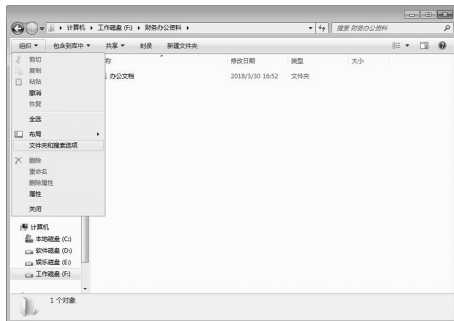 计算机 ▸ 工作磁盘 (F:) ▸ 财务办公资料 ▸
搜索 财务办公资料
组织 包含到库中 共享 刻录 新建文件夹
剪切
复制
粘贴
撤消
恢复
全选
布局
文件夹和搜索选项
删除
重命名
删除属性
属性
关闭
称 修改日期 类型 大小
办公文档 2018/3/30 16:52 文件夹
计算机
本地磁盘 (C:)
软件磁盘 (D:)
娱乐磁盘 (E:)
工作磁盘 (F:)
1 个对象